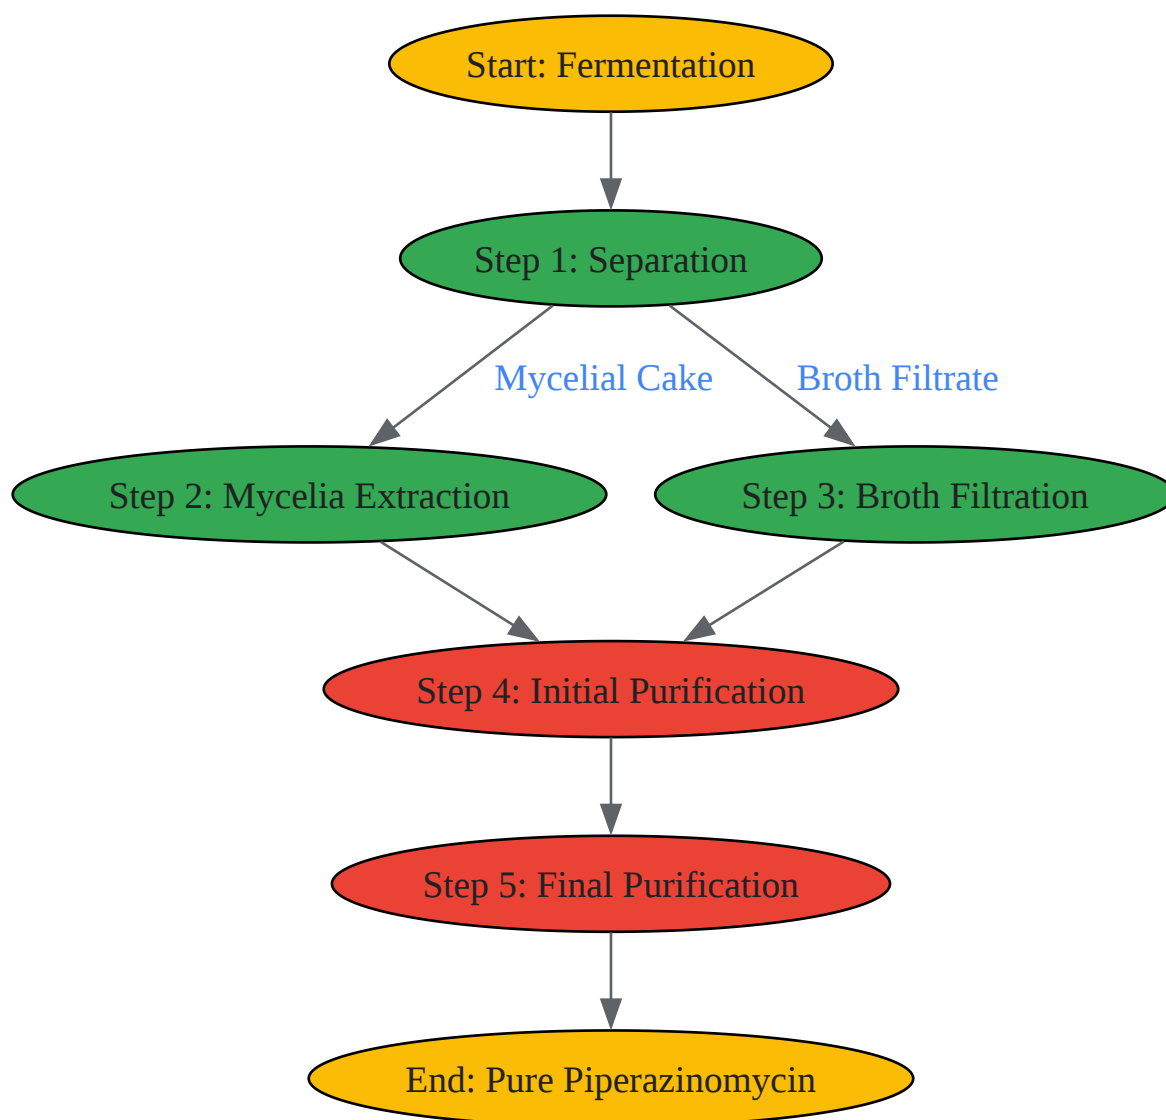 Start: Fermentation
Step 1: Separation
Mycelial Cake
Broth Filtrate
Step 2: Mycelia Extraction
Step 3: Broth Filtration
Step 4: Initial Purification
Step 5: Final Purification
End: Pure Piperazinomycin